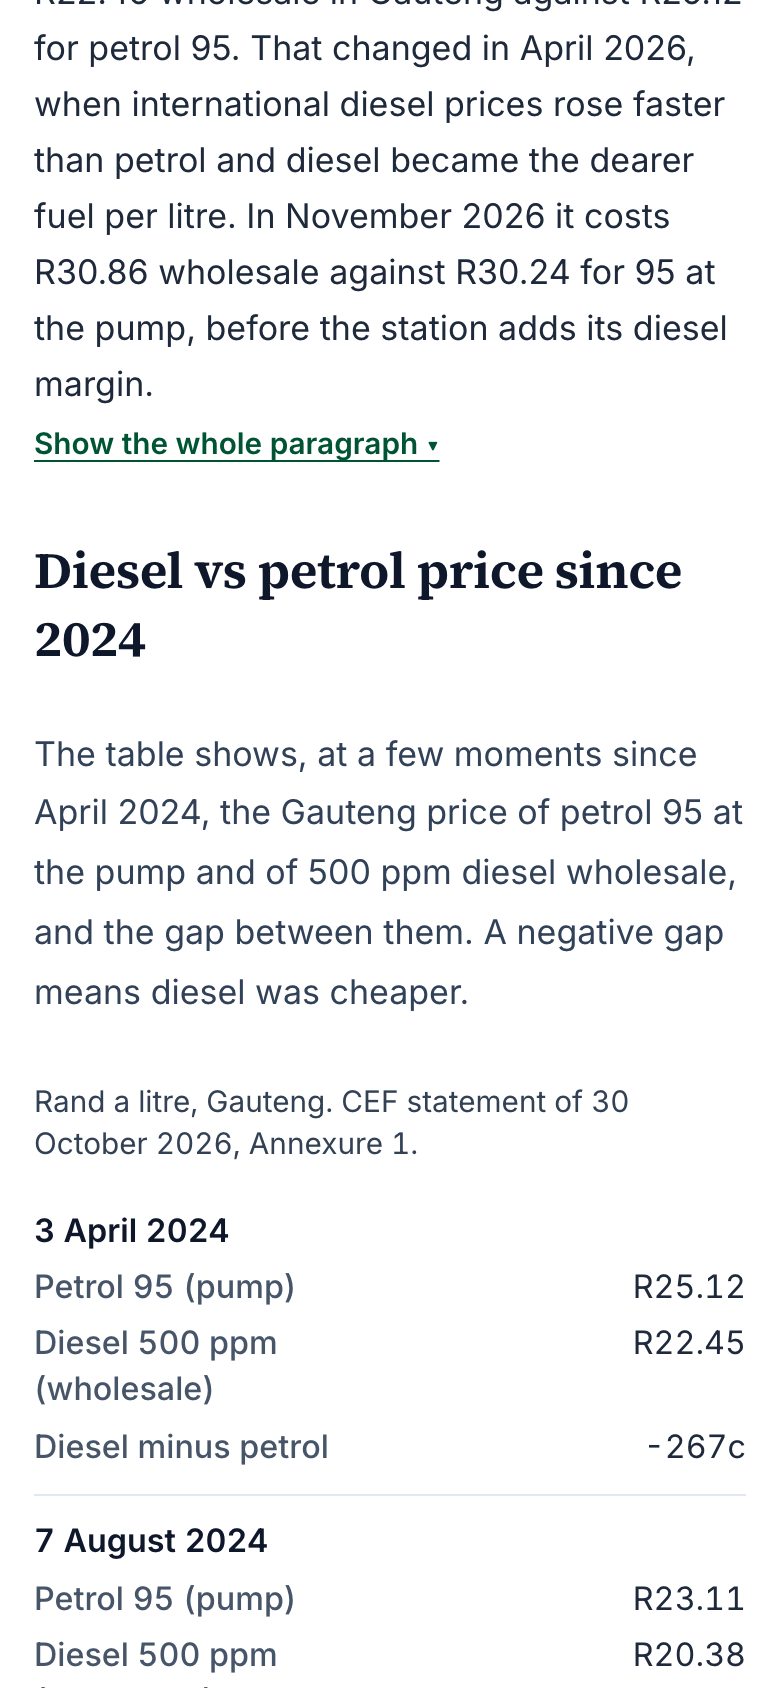 for petrol 95. That changed in April 2026,
when international diesel prices rose faster
than petrol and diesel became the dearer
fuel per litre. In November 2026 it costs
R30.86 wholesale against R30.24 for 95 at
the pump, before the station adds its diesel
margin.
Show the whole paragraph ▾
Diesel vs petrol price since
2024
The table shows, at a few moments since
April 2024, the Gauteng price of petrol 95 at
the pump and of 500 ppm diesel wholesale,
and the gap between them. A negative gap
means diesel was cheaper.
Rand a litre, Gauteng. CEF statement of 30
October 2026, Annexure 1.
3 April 2024
Petrol 95 (pump) R25.12
Diesel 500 ppm R22.45
(wholesale)
Diesel minus petrol -267c
7 August 2024
Petrol 95 (pump) R23.11
Diesel 500 ppm R20.38